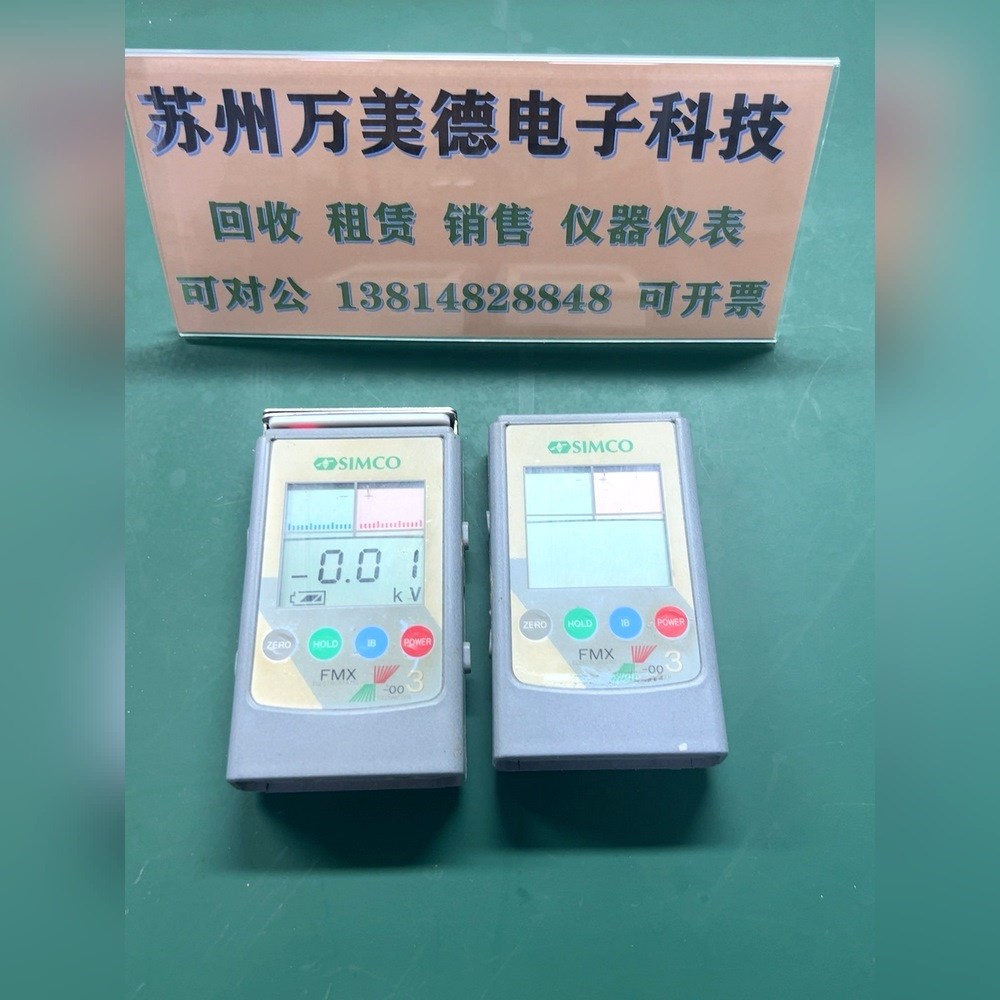 苏州万美德电子科技
回收 租赁 销售 仪器仪表
可对公 13814828848 可开票
SIMCO
-0.01
kV
ZERO HOLD IB POWER
FMX -003
SIMCO
ZERO HOLD IB POWER
FMX -003